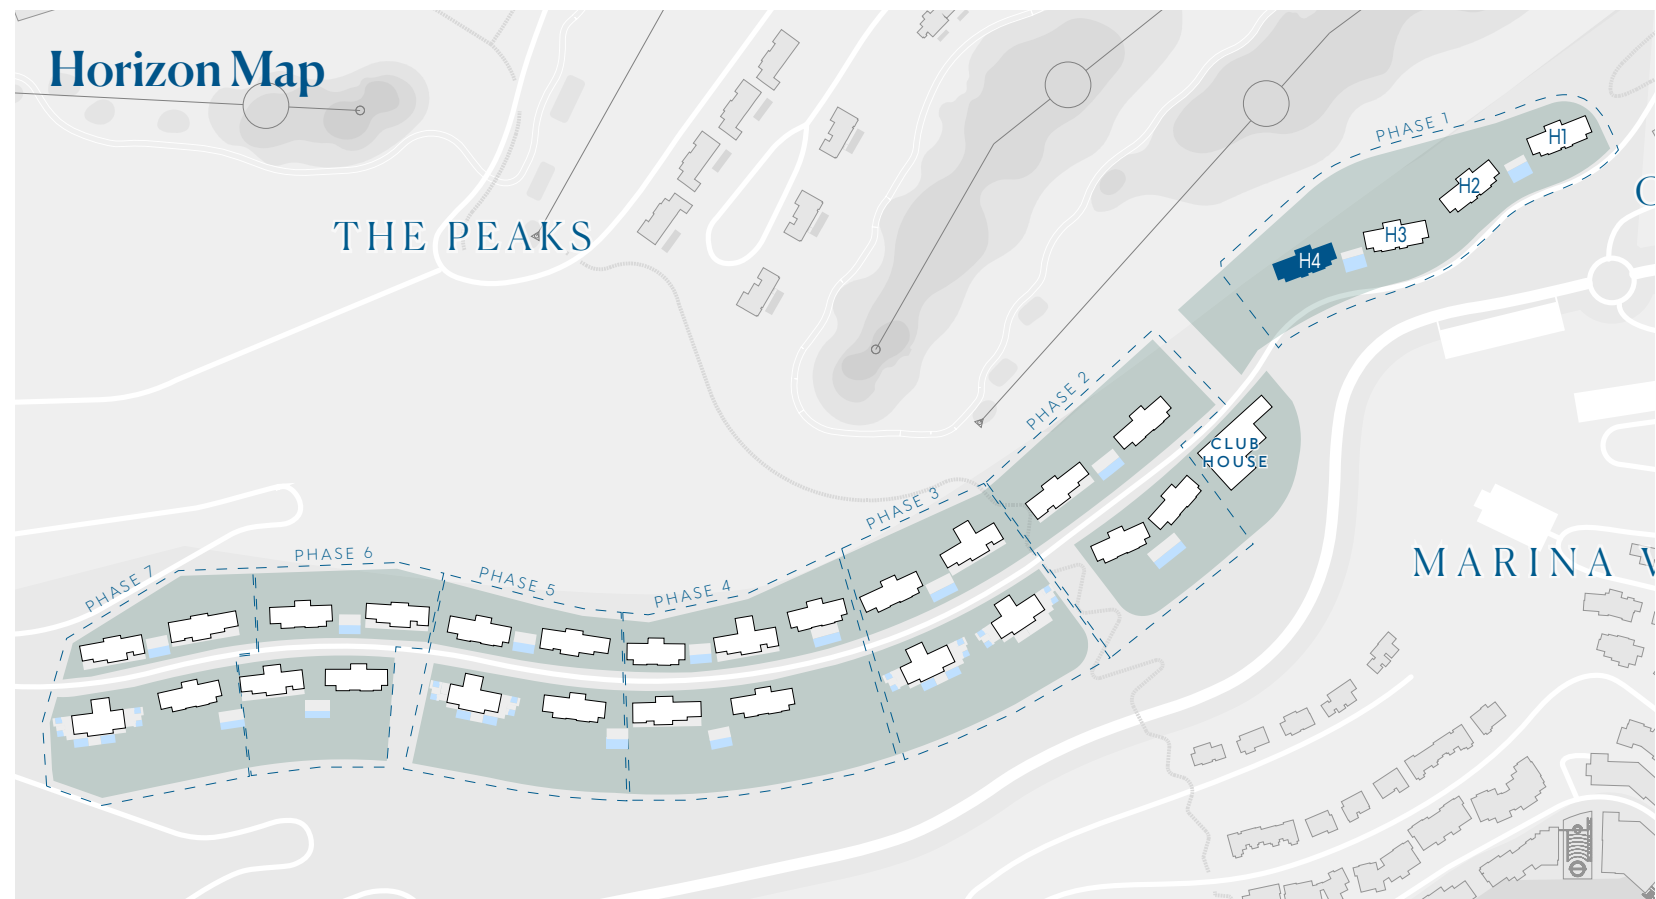 Horizon Map
PHASE 1
H1
H2
H3
H4
THE PEAKS
PHASE 2
CLUB
HOUSE
PHASE 3
MARINA
PHASE 4
PHASE 5
PHASE 6
PHASE 7